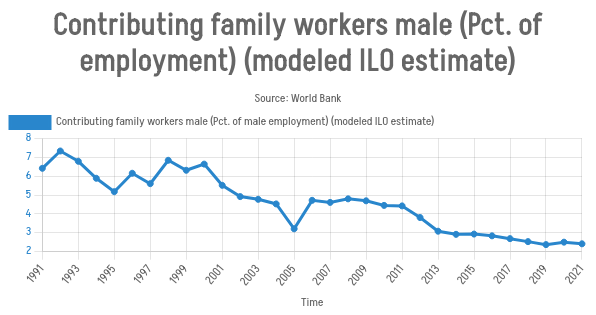 Contributing family workers male (Pct. of
employment) (modeled ILO estimate)
Source: World Bank
Contributing family workers male (Pct. of male employment) (modeled ILO estimate)
8
7
6
5
4
3
2
1991 1993 1995 1997 1999 2001 2003 2005 2007 2009 2011 2013 2015 2017 2019 2021
Time